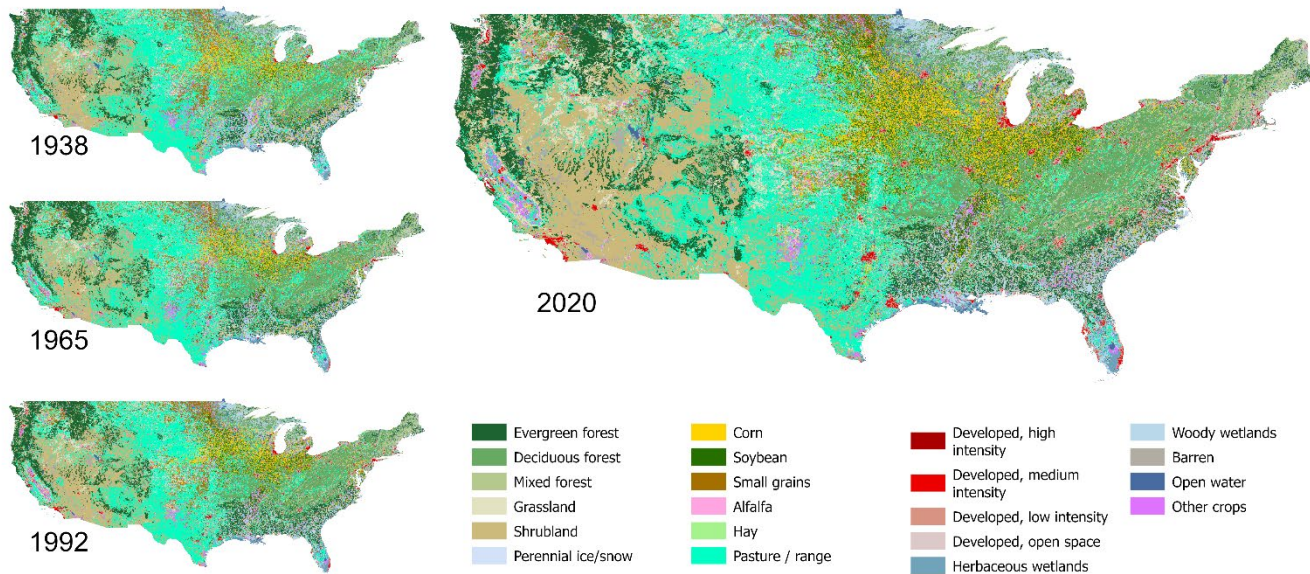 1938
1965
1992
2020
Evergreen forest
Deciduous forest
Mixed forest
Grassland
Shrubland
Perennial ice/snow
Corn
Soybean
Small grains
Alfalfa
Hay
Pasture / range
Developed, high
intensity
Developed, medium
intensity
Developed, low intensity
Developed, open space
Herbaceous wetlands
Woody wetlands
Barren
Open water
Other crops